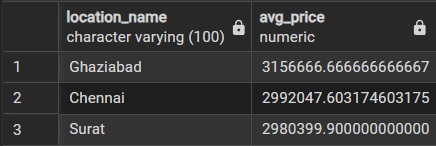 location_name avg_price
character varying (100) numeric
1 Ghaziabad 3156666.666666666667
2 Chennai 2992047.603174603175
3 Surat 2980399.900000000000